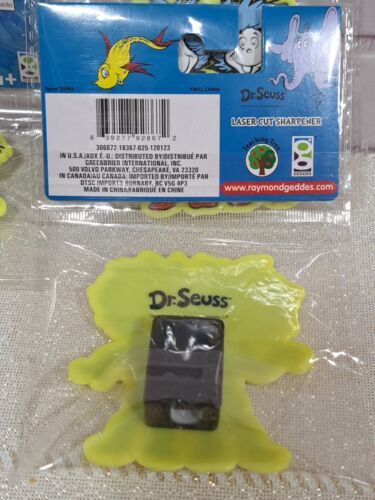 Dr. Seuss
LASER CUT SHARPENER
6 39277 92867 2
306872 18367-025-120123
IN U.S.A./AUX É.-U.: DISTRIBUTED BY/DISTRIBUÉ PAR
GREENBRIER INTERNATIONAL, INC.
500 VOLVO PARKWAY, CHESAPEAKE, VA 23320
IN CANADA/AU CANADA: IMPORTED BY/IMPORTÉ PAR
DTSC IMPORTS BURNABY, BC V5G 4P3
MADE IN CHINA/FABRIQUÉ EN CHINE
Tracking Tree
www.raymondgeddes.com
Dr. Seuss